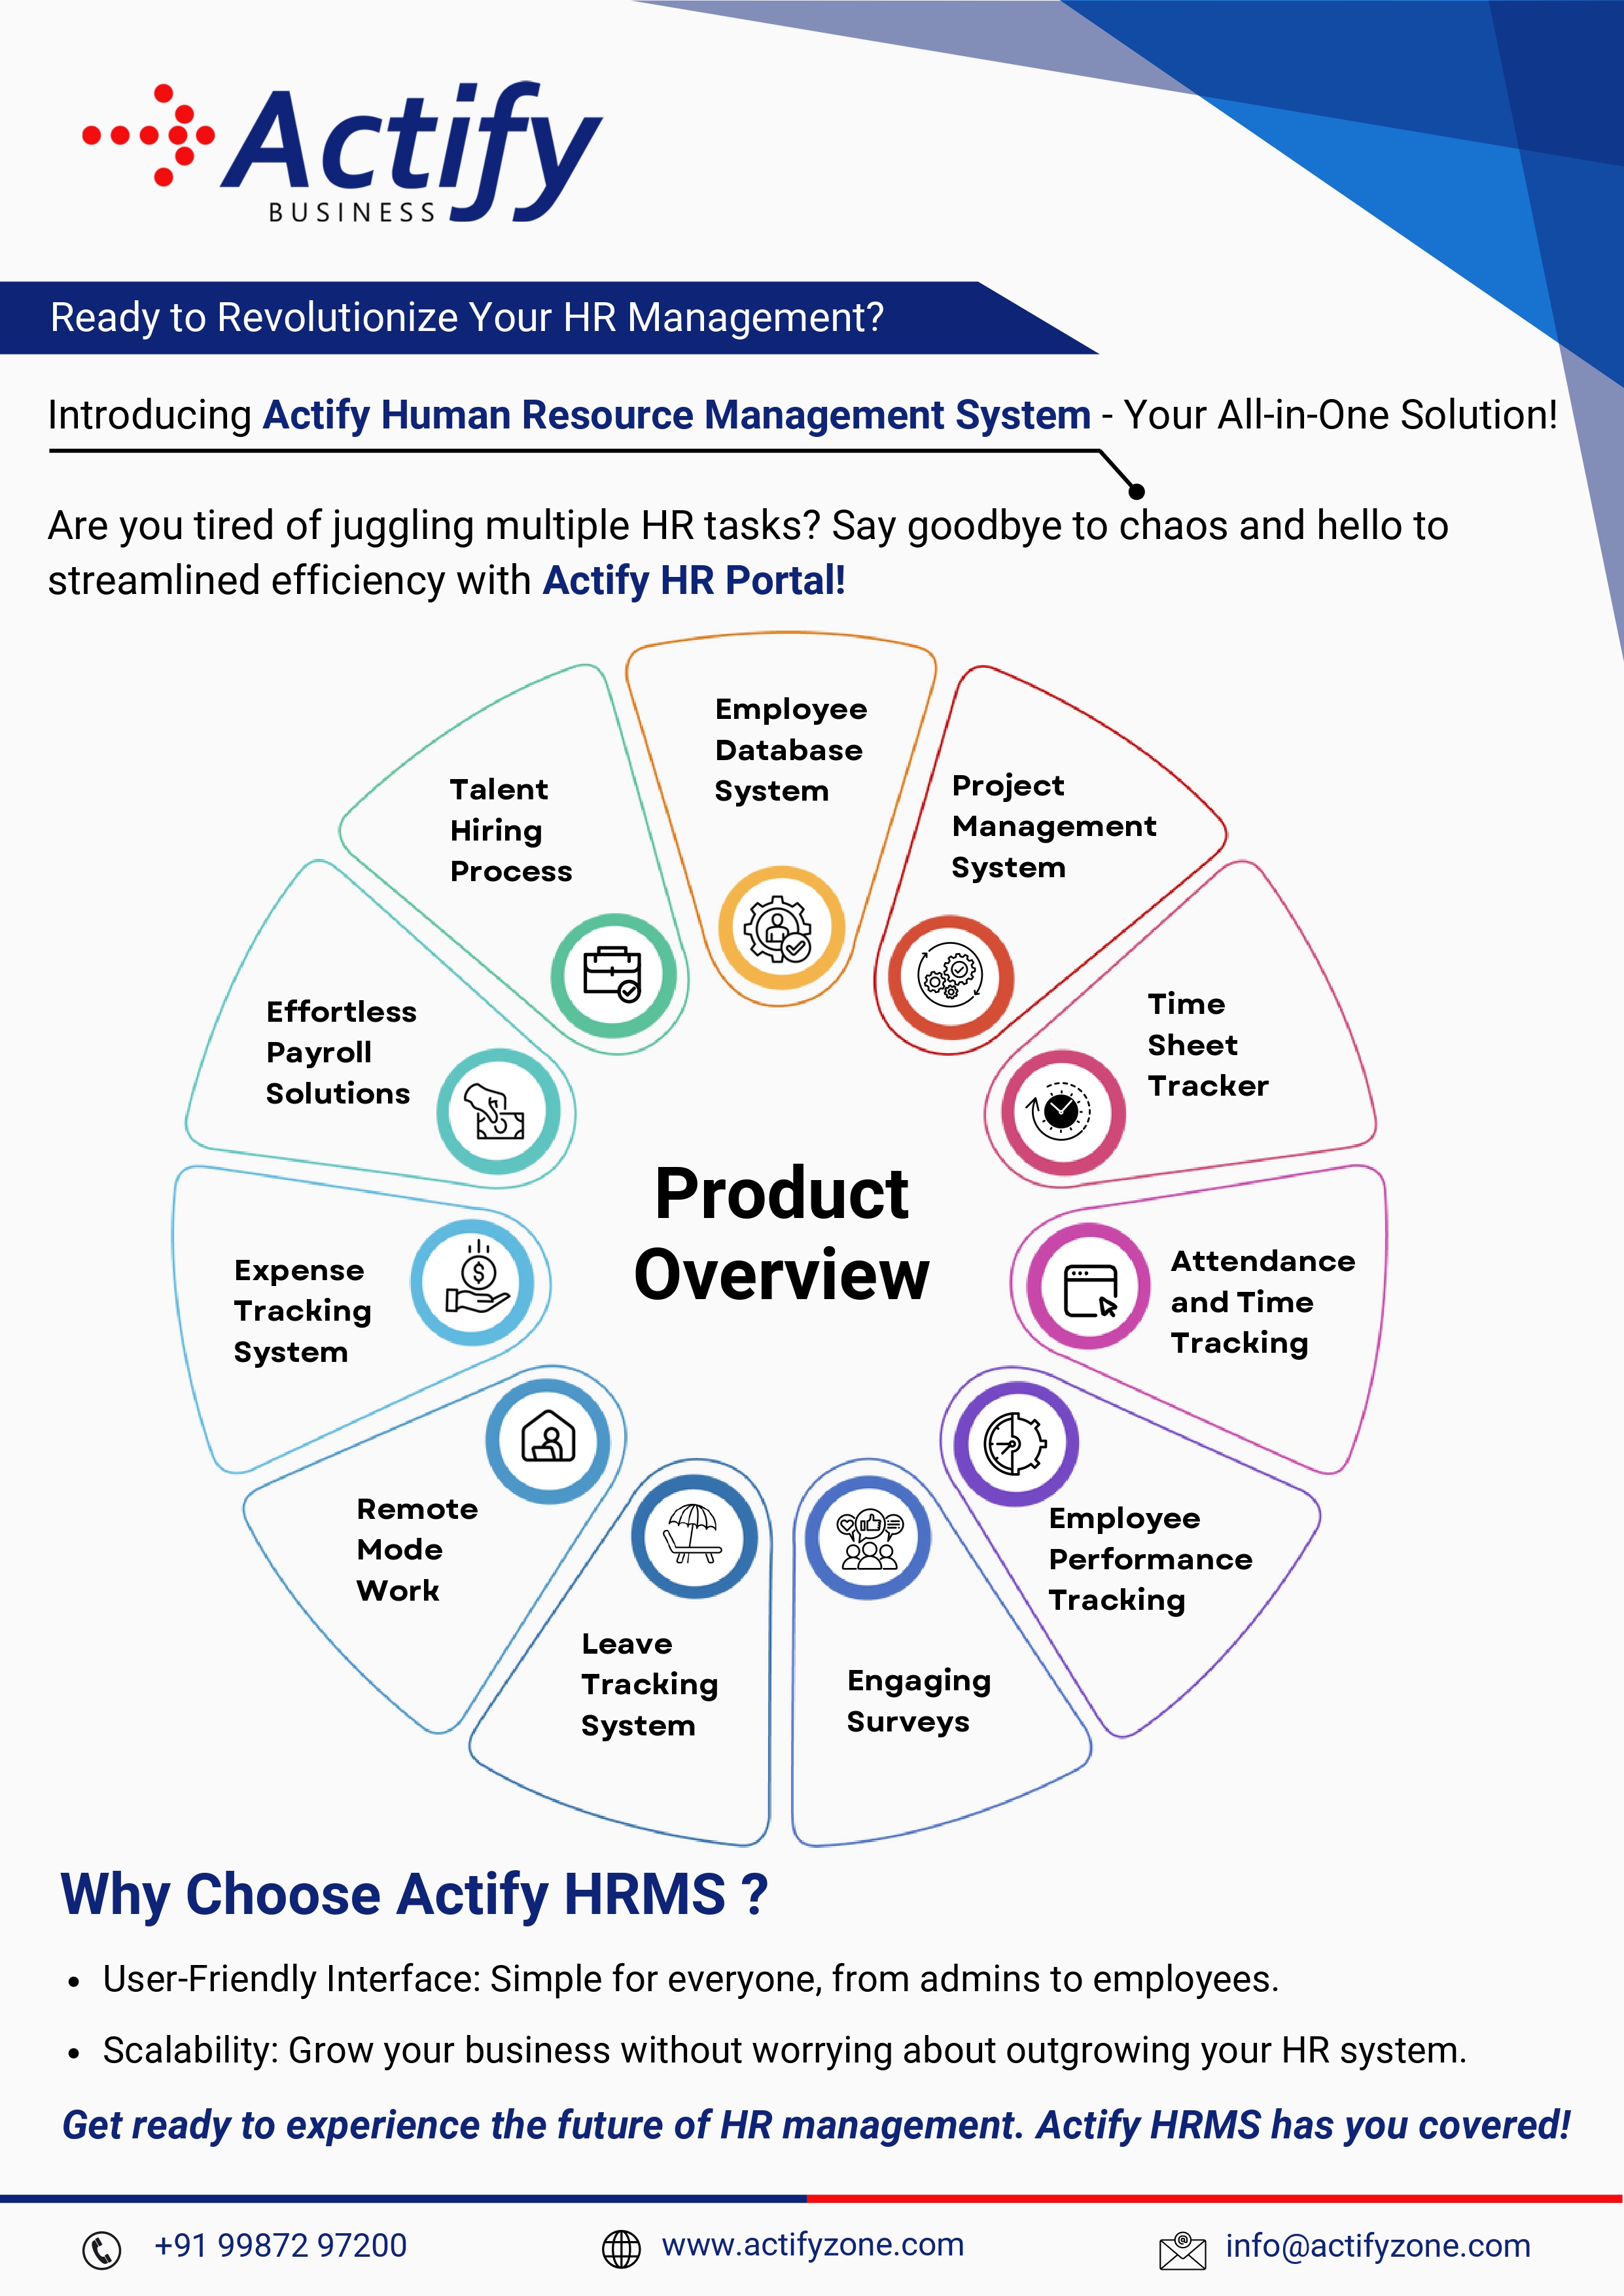 Actify
BUSINESS
Ready to Revolutionize Your HR Management?
Introducing Actify Human Resource Management System - Your All-in-One Solution!
Are you tired of juggling multiple HR tasks? Say goodbye to chaos and hello to
streamlined efficiency with Actify HR Portal!
Employee
Database
System
Project
Management
System
Time
Sheet
Tracker
Attendance
and Time
Tracking
Employee
Performance
Tracking
Engaging
Surveys
Leave
Tracking
System
Remote
Mode
Work
Expense
Tracking
System
Effortless
Payroll
Solutions
Talent
Hiring
Process
Product
Overview
Why Choose Actify HRMS ?
• User-Friendly Interface: Simple for everyone, from admins to employees.
• Scalability: Grow your business without worrying about outgrowing your HR system.
Get ready to experience the future of HR management. Actify HRMS has you covered!
+91 99872 97200
www.actifyzone.com
info@actifyzone.com